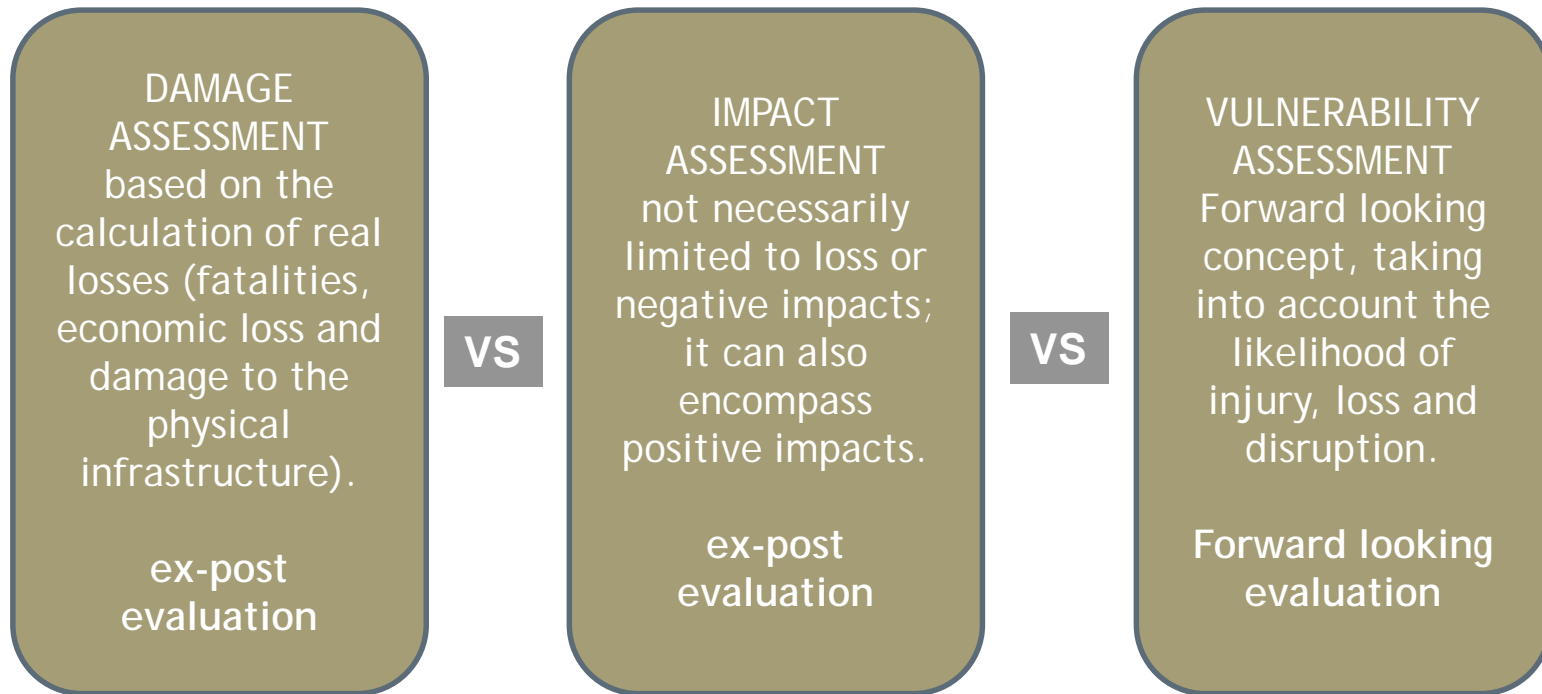 DAMAGE
ASSESSMENT
based on the
calculation of real
losses (fatalities,
economic loss and
damage to the
physical
infrastructure).
ex-post
evaluation
VS
IMPACT
ASSESSMENT
not necessarily
limited to loss or
negative impacts;
it can also
encompass
positive impacts.
ex-post
evaluation
VS
VULNERABILITY
ASSESSMENT
Forward looking
concept, taking
into account the
likelihood of
injury, loss and
disruption.
Forward looking
evaluation